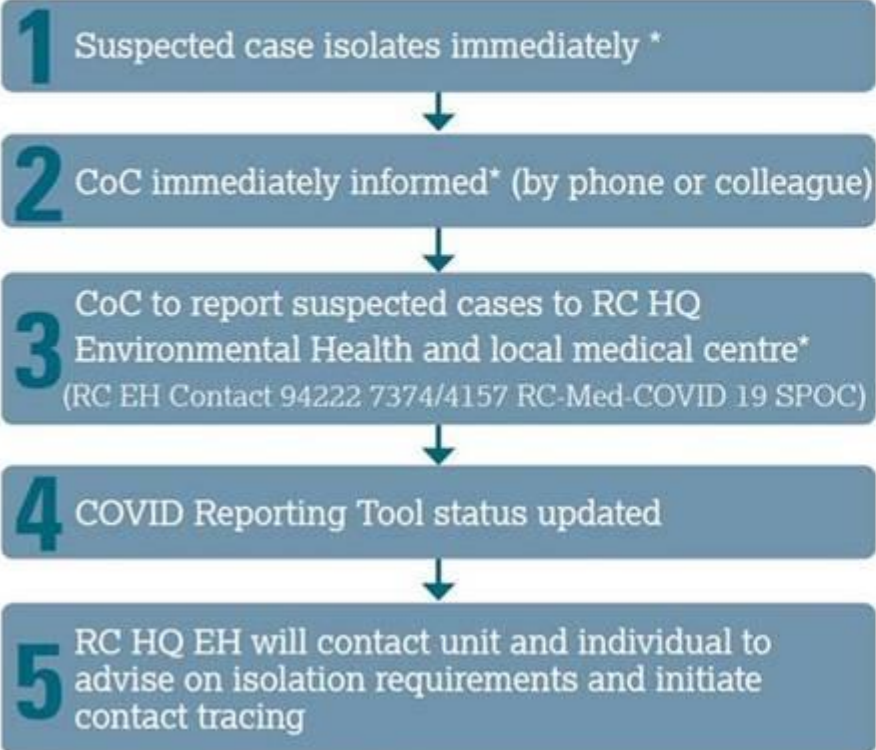 1 Suspected case isolates immediately *
2 CoC immediately informed* (by phone or colleague)
3 CoC to report suspected cases to RC HQ
Environmental Health and local medical centre*
(RC EH Contact 94222 7374/4157 RC-Med-COVID 19 SPOC)
4 COVID Reporting Tool status updated
5 RC HQ EH will contact unit and individual to
advise on isolation requirements and initiate
contact tracing